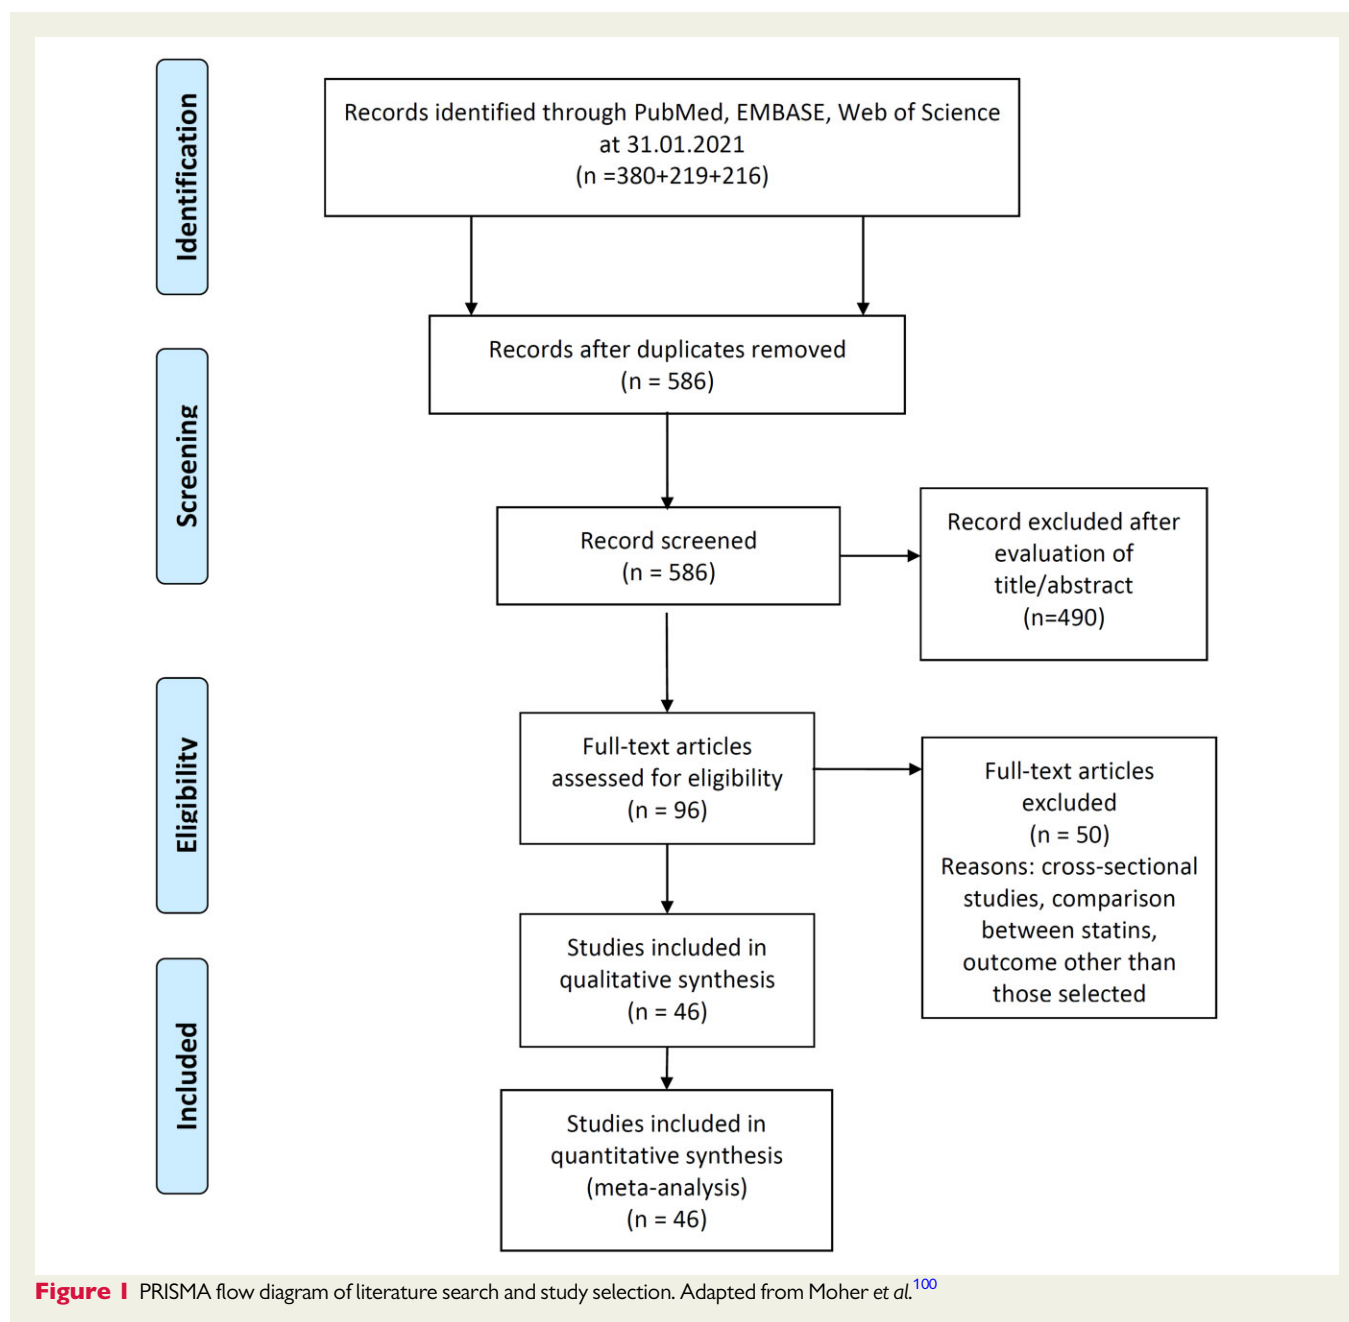 Identification
Records identified through PubMed, EMBASE, Web of Science
at 31.01.2021
(n =380+219+216)
Records after duplicates removed
(n = 586)
Screening
Record screened
(n = 586)
Record excluded after
evaluation of
title/abstract
(n=490)
Eligibility
Full-text articles
assessed for eligibility
(n = 96)
Full-text articles
excluded
(n = 50)
Reasons: cross-sectional
studies, comparison
between statins,
outcome other than
those selected
Studies included in
qualitative synthesis
(n = 46)
Included
Studies included in
quantitative synthesis
(meta-analysis)
(n = 46)
Figure 1 PRISMA flow diagram of literature search and study selection. Adapted from Moher et al.100